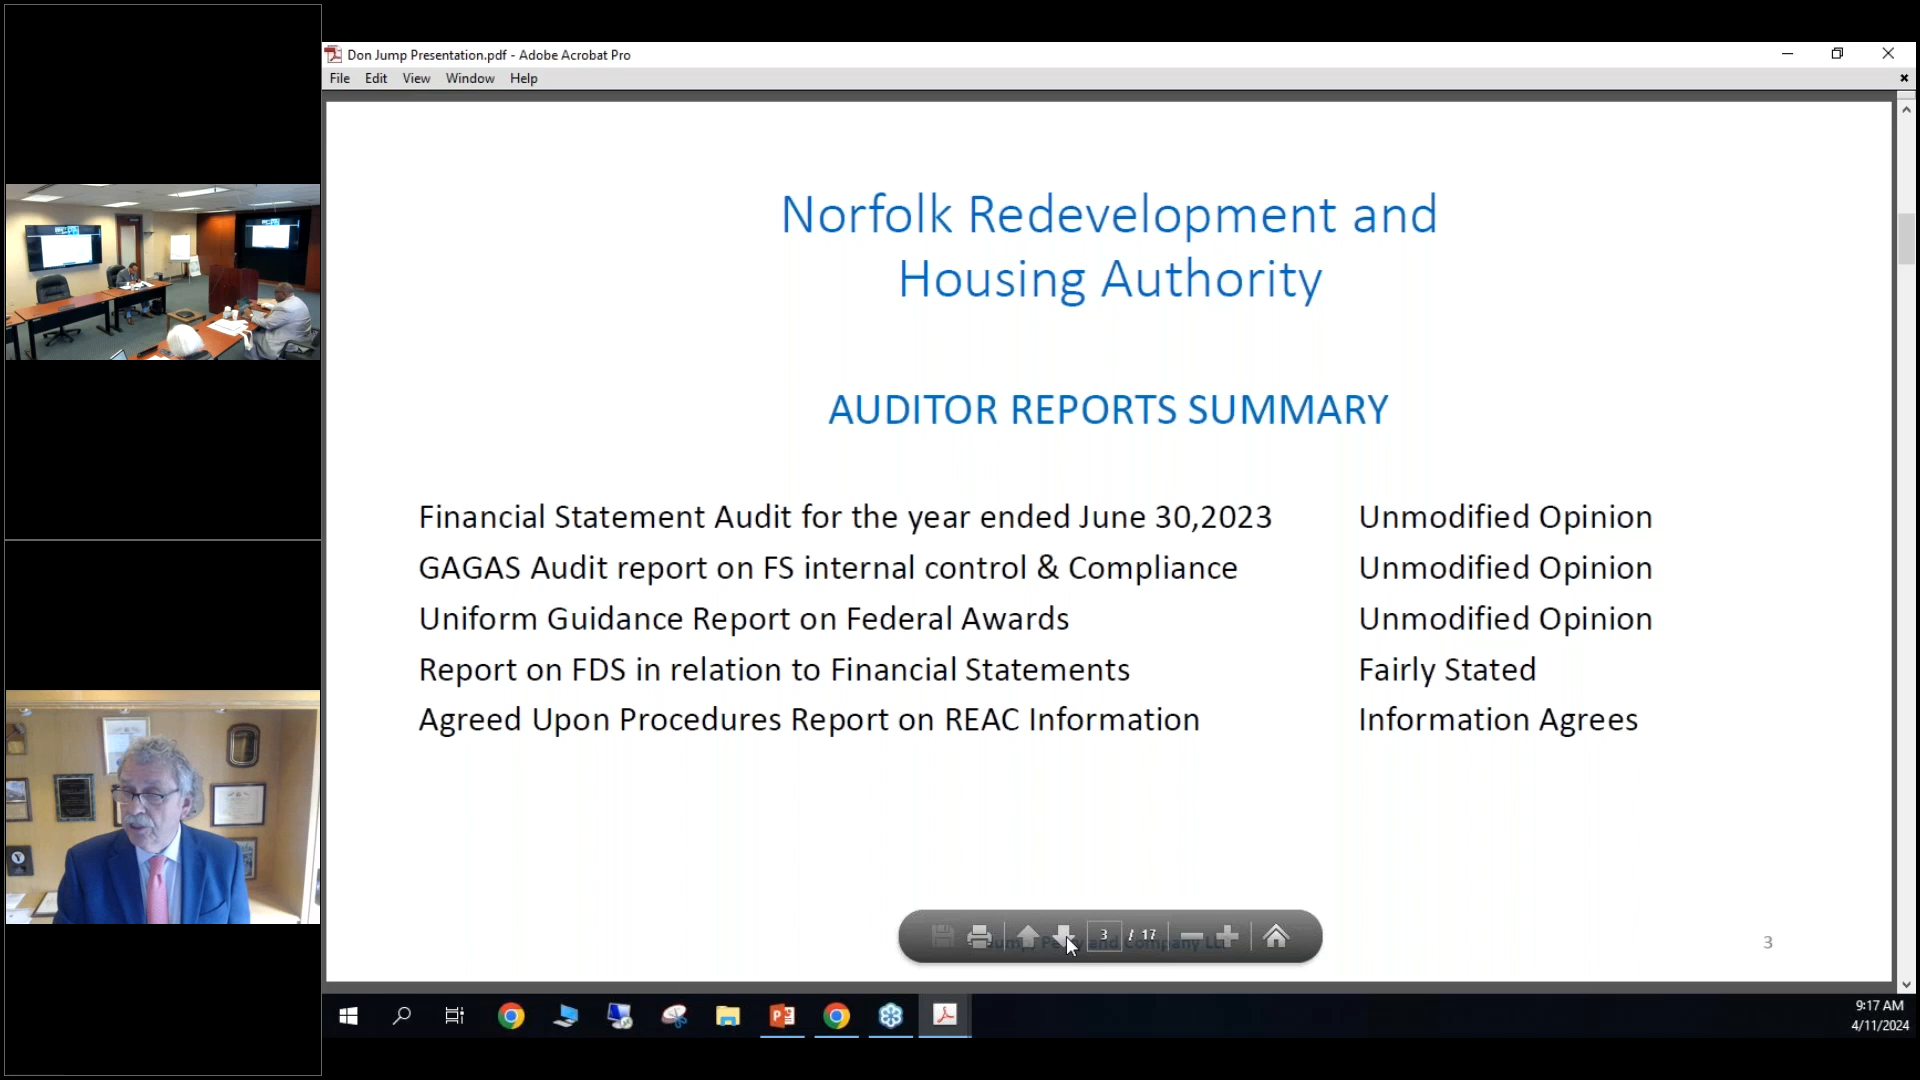 Don Jump Presentation.pdf - Adobe Acrobat Pro
File Edit View Window Help
Norfolk Redevelopment and
Housing Authority
AUDITOR REPORTS SUMMARY
Financial Statement Audit for the year ended June 30,2023 Unmodified Opinion
GAGAS Audit report on FS internal control & Compliance Unmodified Opinion
Uniform Guidance Report on Federal Awards Unmodified Opinion
Report on FDS in relation to Financial Statements Fairly Stated
Agreed Upon Procedures Report on REAC Information Information Agrees
3 / 17
3
9:17 AM
4/11/2024